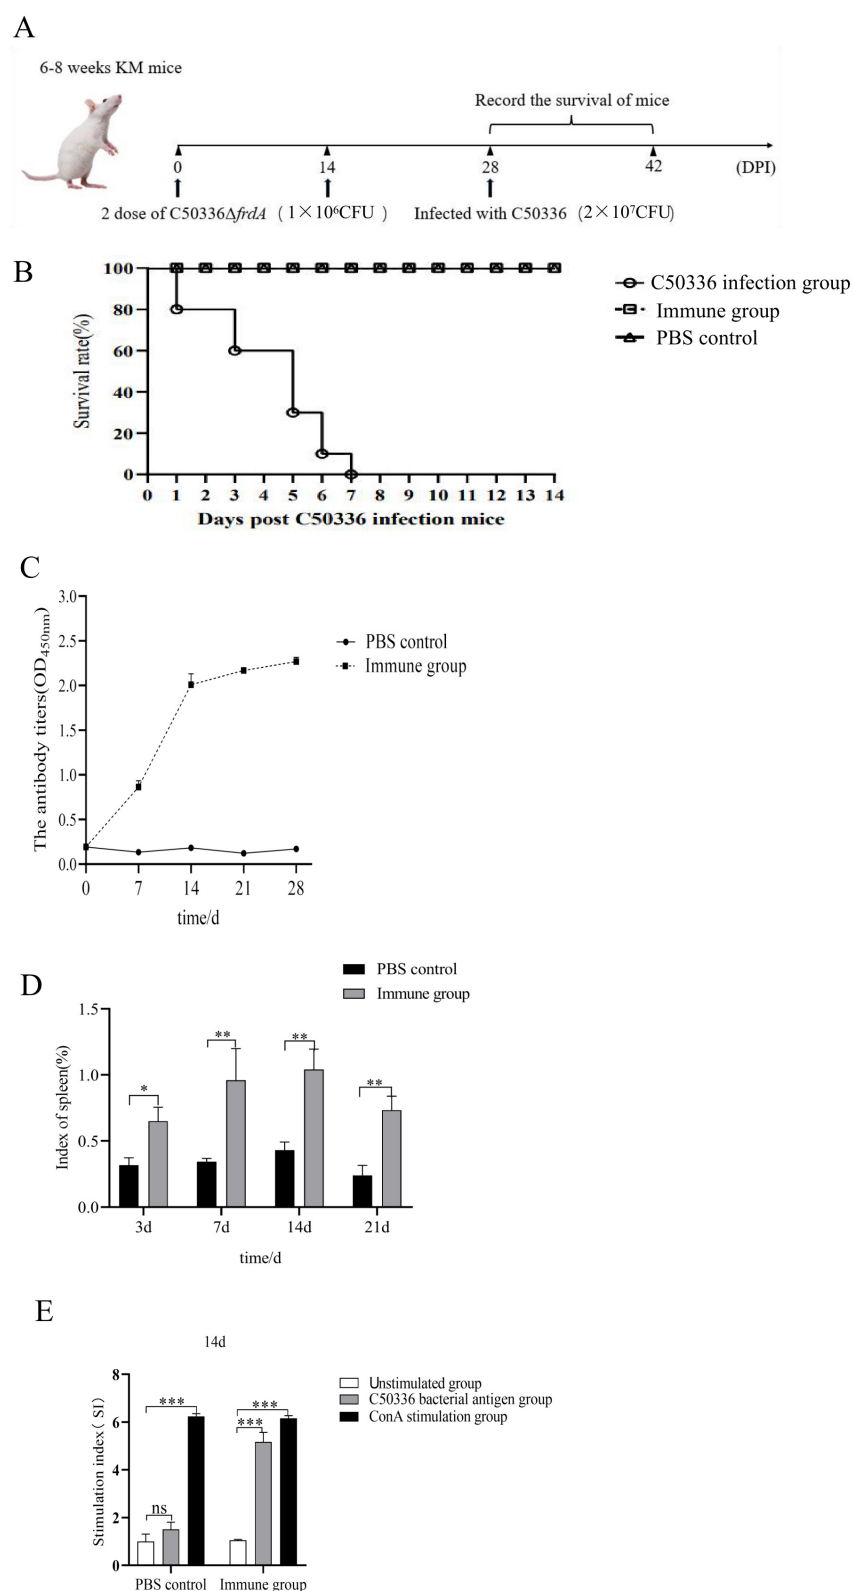 A
6-8 weeks KM mice
Record the survival of mice
0 14 28 42 (DPI)
2 dose of C50336ΔfrdA ( 1×10⁶CFU ) Infected with C50336 (2×10⁷CFU)
B
Survival rate(%)
100
80
60
40
20
0
0 1 2 3 4 5 6 7 8 9 10 11 12 13 14
Days post C50336 infection mice
C50336 infection group
Immune group
PBS control
C
The antibody titers(OD450nm)
3.0
2.5
2.0
1.5
1.0
0.5
0.0
0 7 14 21 28
time/d
PBS control
Immune group
D
PBS control
Immune group
Index of spleen(%)
1.5
1.0
0.5
0.0
* ** ** **
3d 7d 14d 21d
time/d
E
14d
Stimulation index( SI)
8
6
4
2
0
*** ***
***
ns
PBS control Immune group
Unstimulated group
C50336 bacterial antigen group
ConA stimulation group